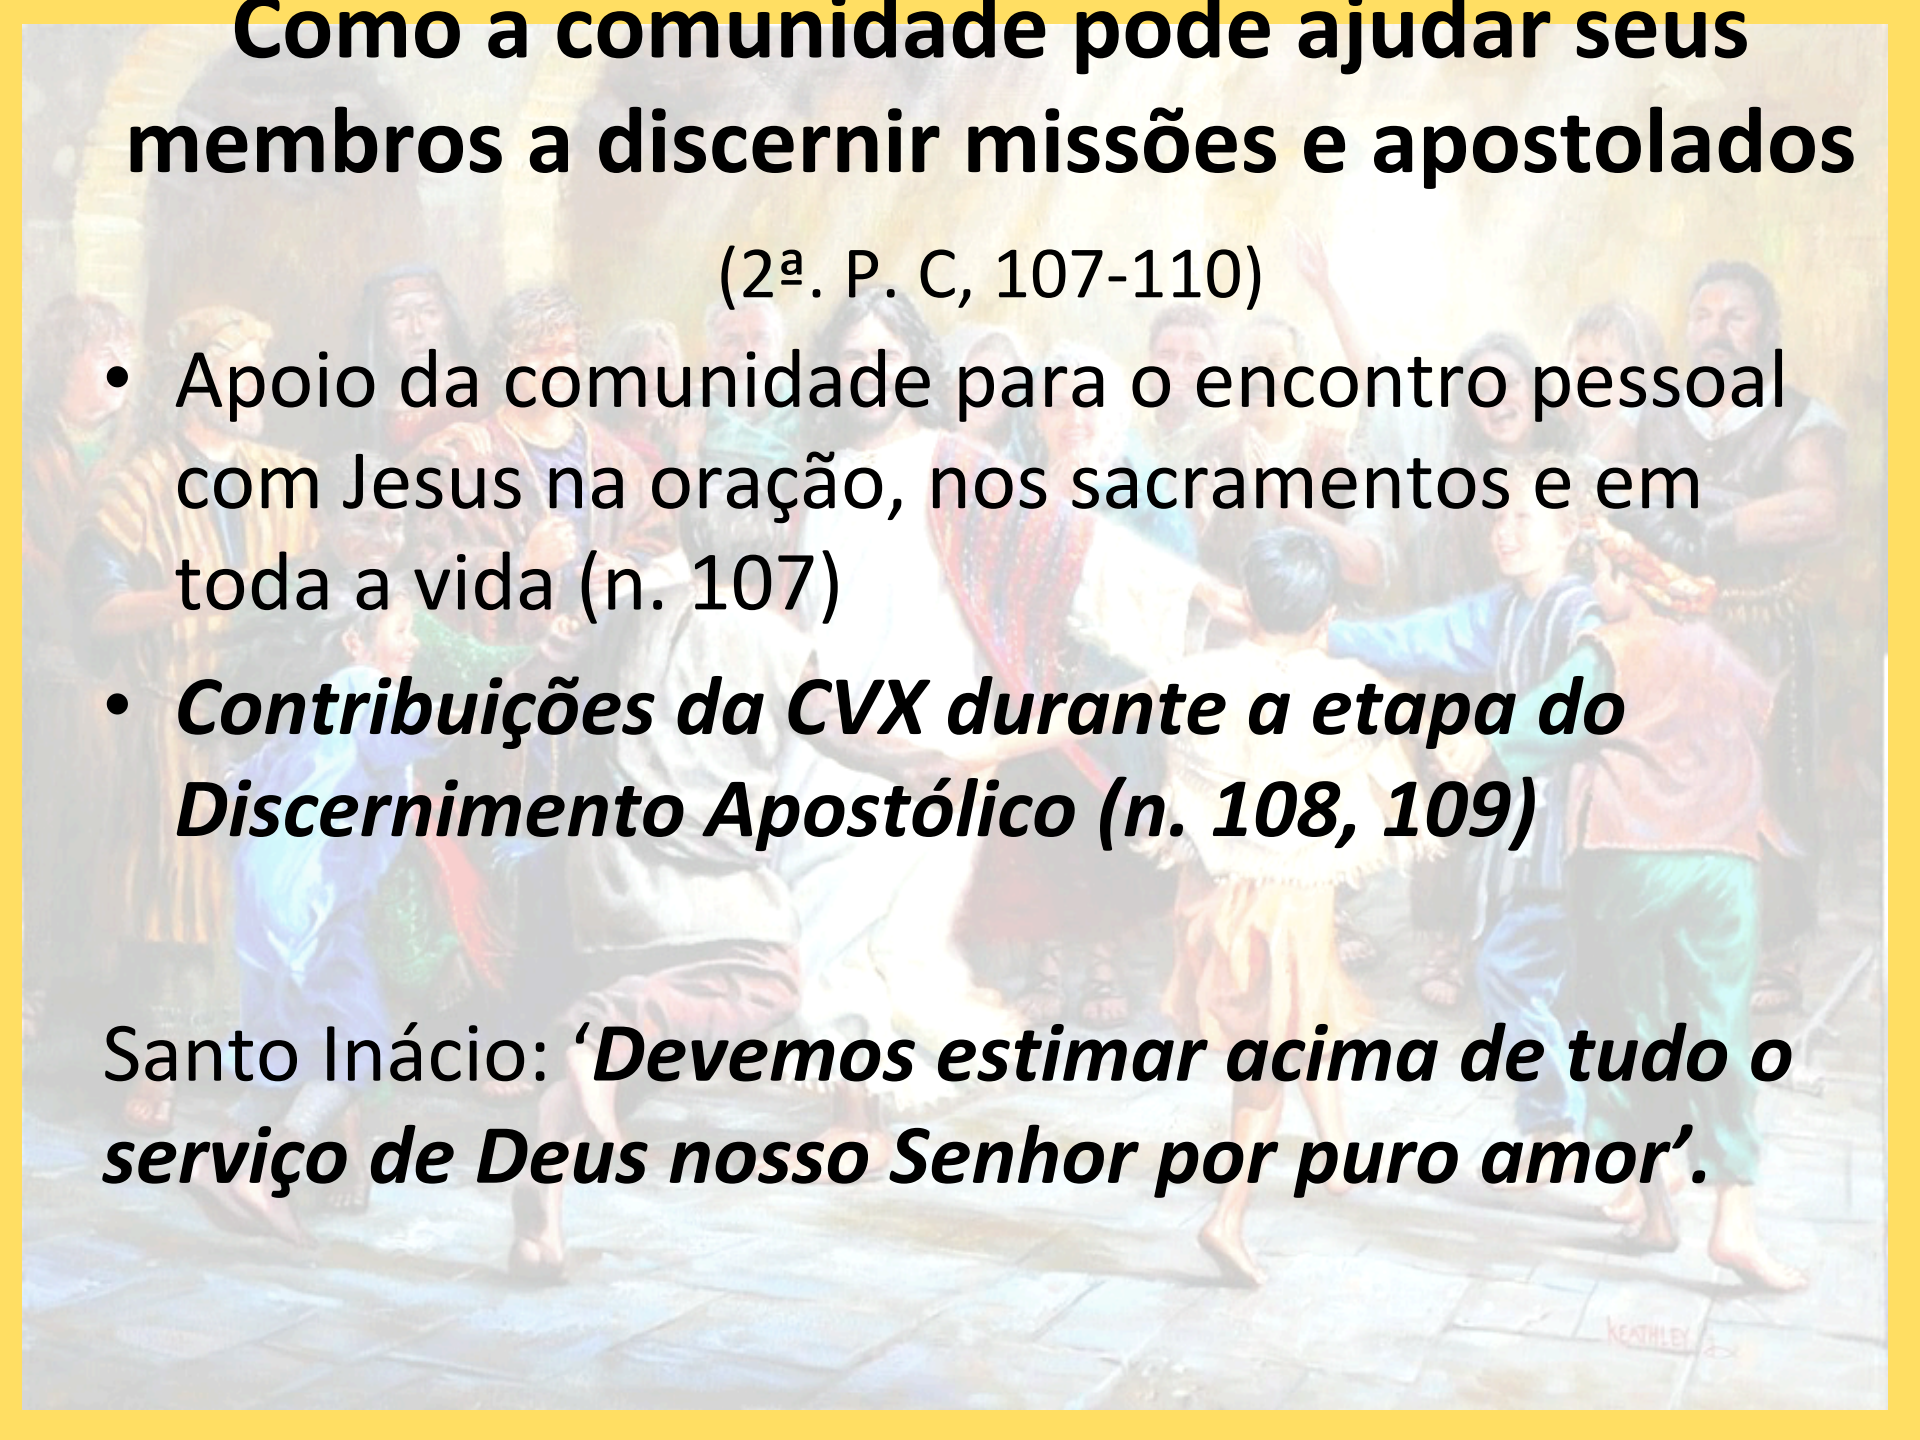 Como a comunidade pode ajudar seus
membros a discernir missões e apostolados
(2ª. P. C, 107-110)
• Apoio da comunidade para o encontro pessoal
com Jesus na oração, nos sacramentos e em
toda a vida (n. 107)
• Contribuições da CVX durante a etapa do
Discernimento Apostólico (n. 108, 109)
Santo Inácio: ‘Devemos estimar acima de tudo o
serviço de Deus nosso Senhor por puro amor’.
KEATHLEY